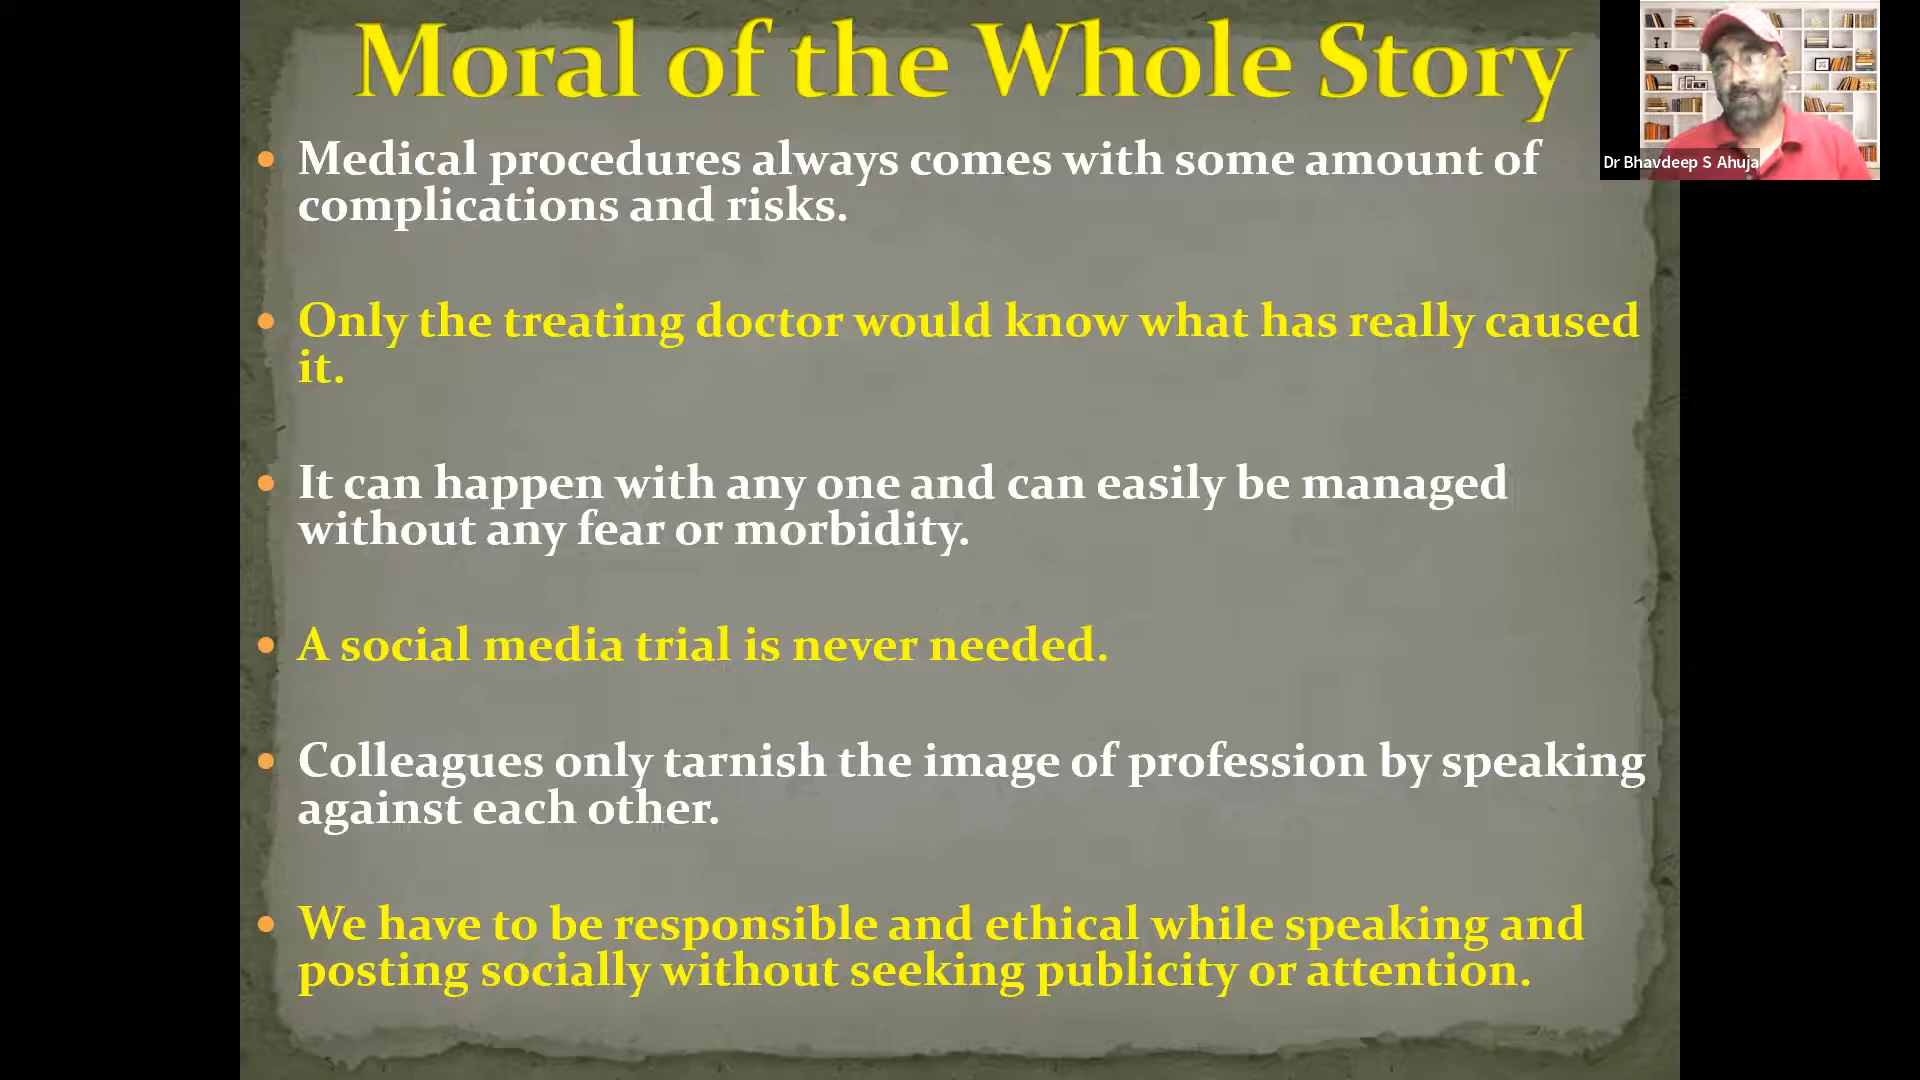 Moral of the Whole Story
Medical procedures always comes with some amount of
complications and risks.
Only the treating doctor would know what has really caused
it.
It can happen with any one and can easily be managed
without any fear or morbidity.
A social media trial is never needed.
Colleagues only tarnish the image of profession by speaking
against each other.
We have to be responsible and ethical while speaking and
posting socially without seeking publicity or attention.
Dr Bhavdeep S Ahuja